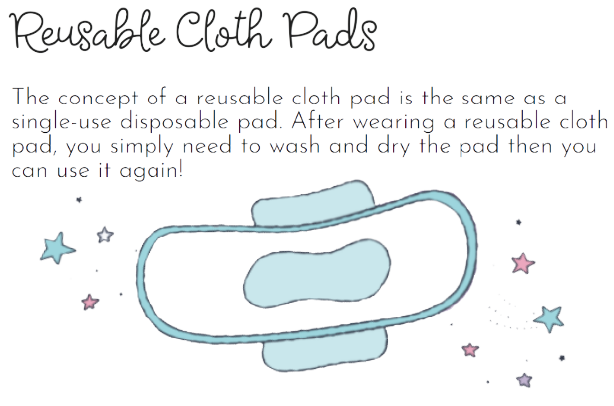 Reusable Cloth Pads
The concept of a reusable cloth pad is the same as a
single-use disposable pad. After wearing a reusable cloth
pad, you simply need to wash and dry the pad then you
can use it again!